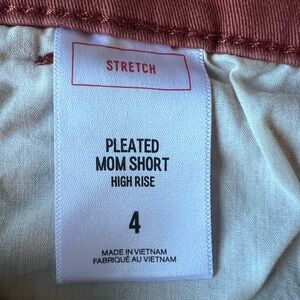 STRETCH
PLEATED
MOM SHORT
HIGH RISE
4
MADE IN VIETNAM
FABRIQUÉ AU VIETNAM